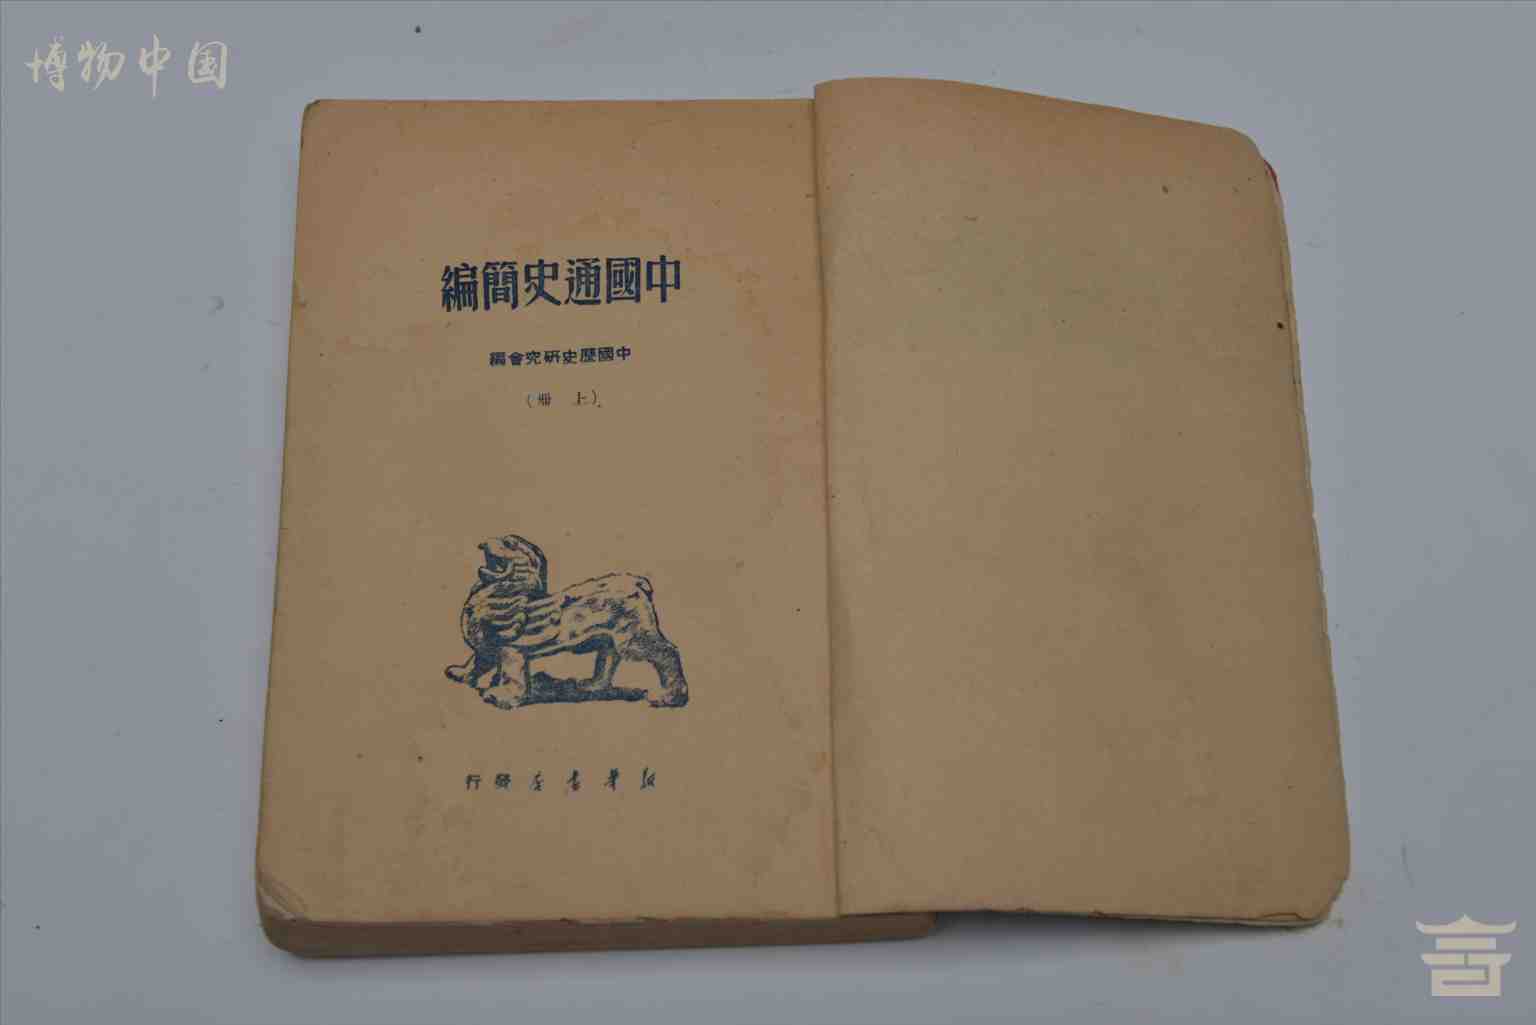 博物中国
中國通史簡編
中國歷史研究會編
（上册）
新華書店發行